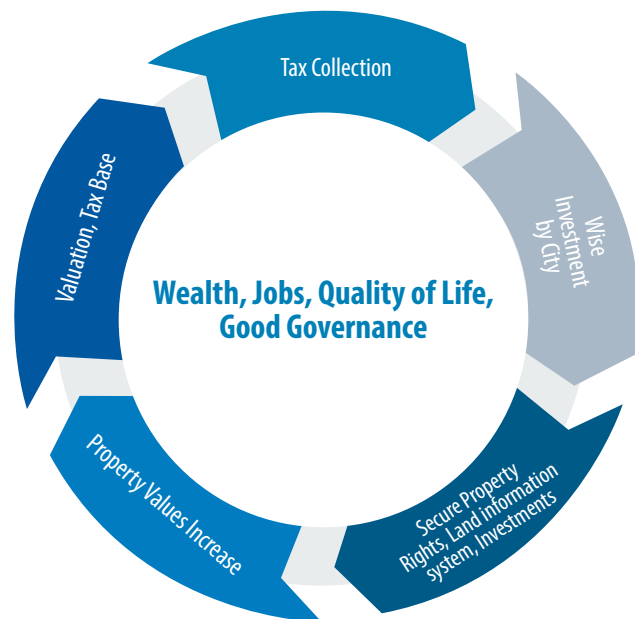 Tax Collection
Wise
Investment
by City
Secure Property
Rights, Land information
system, Investments
Property Values Increase
Valuation, Tax Base
Wealth, Jobs, Quality of Life,
Good Governance